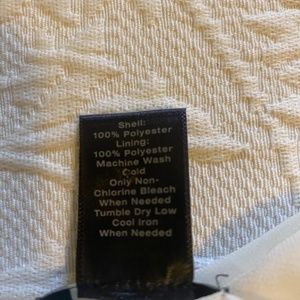 Shell:
100% Polyester
Lining:
100% Polyester
Machine Wash
Cold
Only Non-
Chlorine Bleach
When Needed
Tumble Dry Low
Cool Iron
When Needed